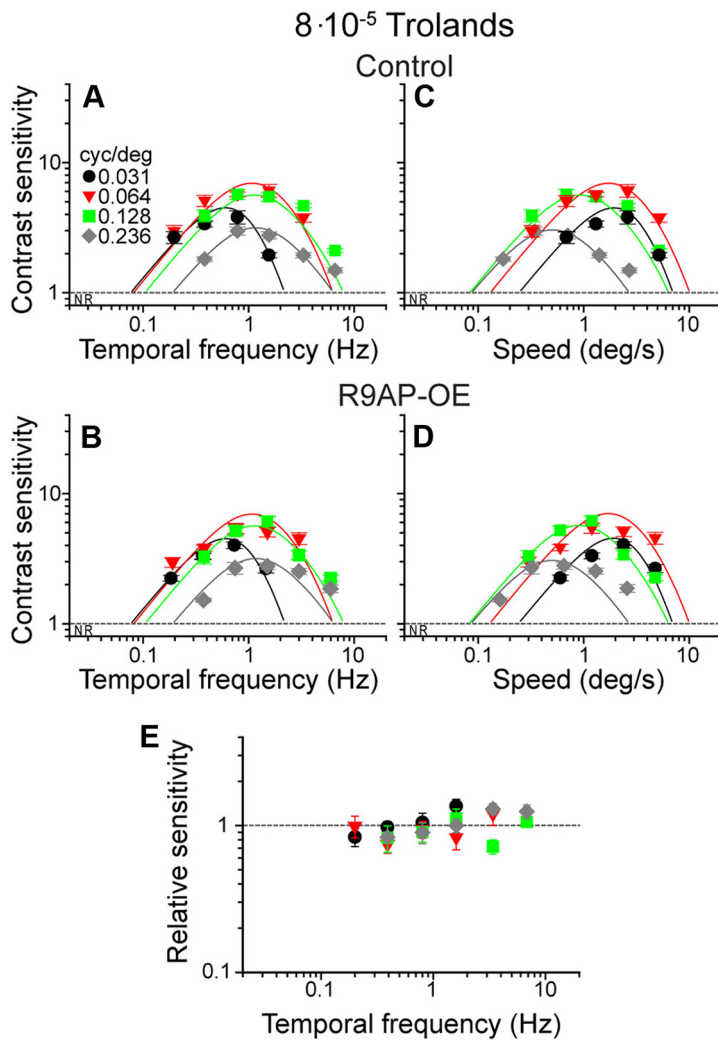 8·10⁻⁵ Trolands
Control
A
C
Contrast sensitivity
10
1
cyc/deg
0.031
0.064
0.128
0.236
NR
NR
0.1 1 10
0.1 1 10
Temporal frequency (Hz)
Speed (deg/s)
R9AP-OE
B
D
Contrast sensitivity
10
1
NR
NR
0.1 1 10
0.1 1 10
Temporal frequency (Hz)
Speed (deg/s)
E
Relative sensitivity
1
0.1
0.1 1 10
Temporal frequency (Hz)